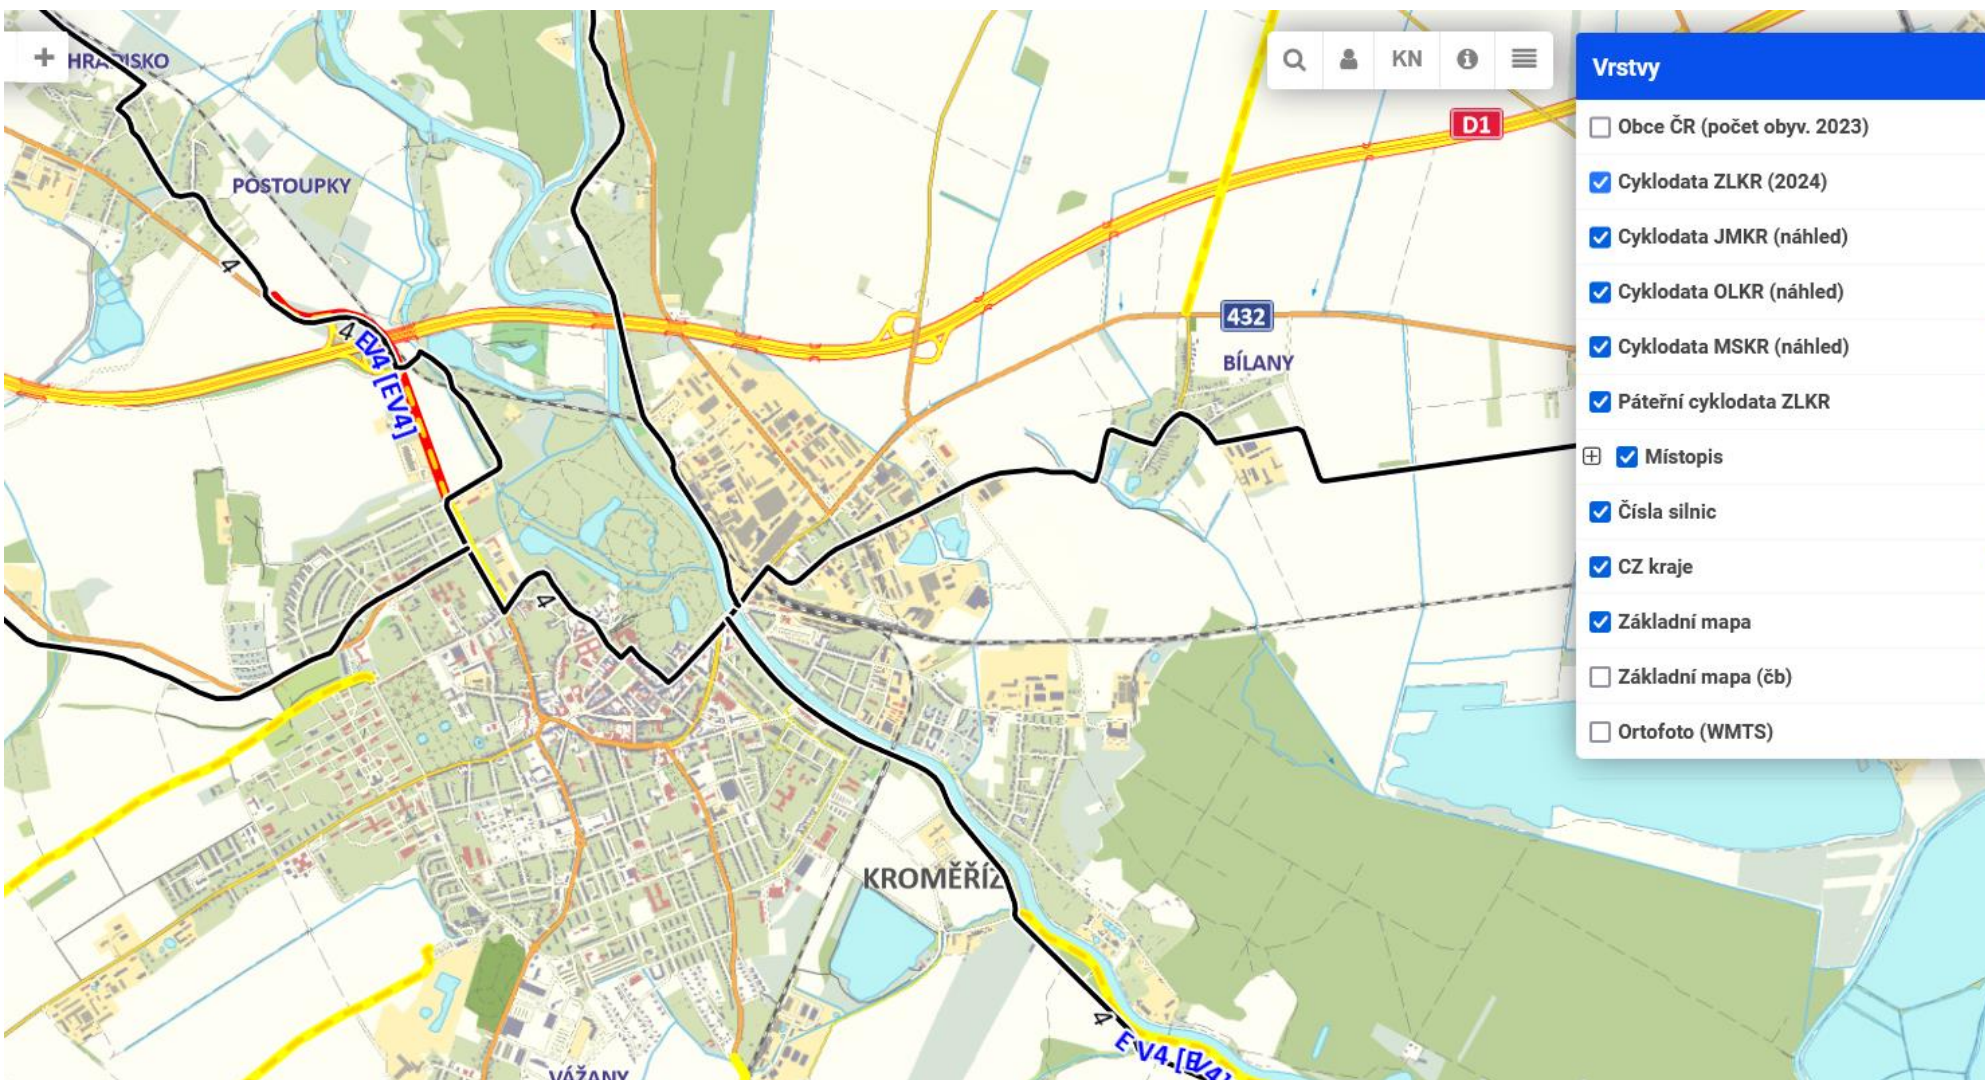 HRADISKO
POSTOUPKY
4
4
EV4 [EV4]
D1
432
BÍLANY
4
KROMĚŘÍŽ
4
EV4 [EV4]
VÁŽANY
KN
Vrstvy
Obce ČR (počet obyv. 2023)
Cyklodata ZLKR (2024)
Cyklodata JMKR (náhled)
Cyklodata OLKR (náhled)
Cyklodata MSKR (náhled)
Páteřní cyklodata ZLKR
Místopis
Čísla silnic
CZ kraje
Základní mapa
Základní mapa (čb)
Ortofoto (WMTS)